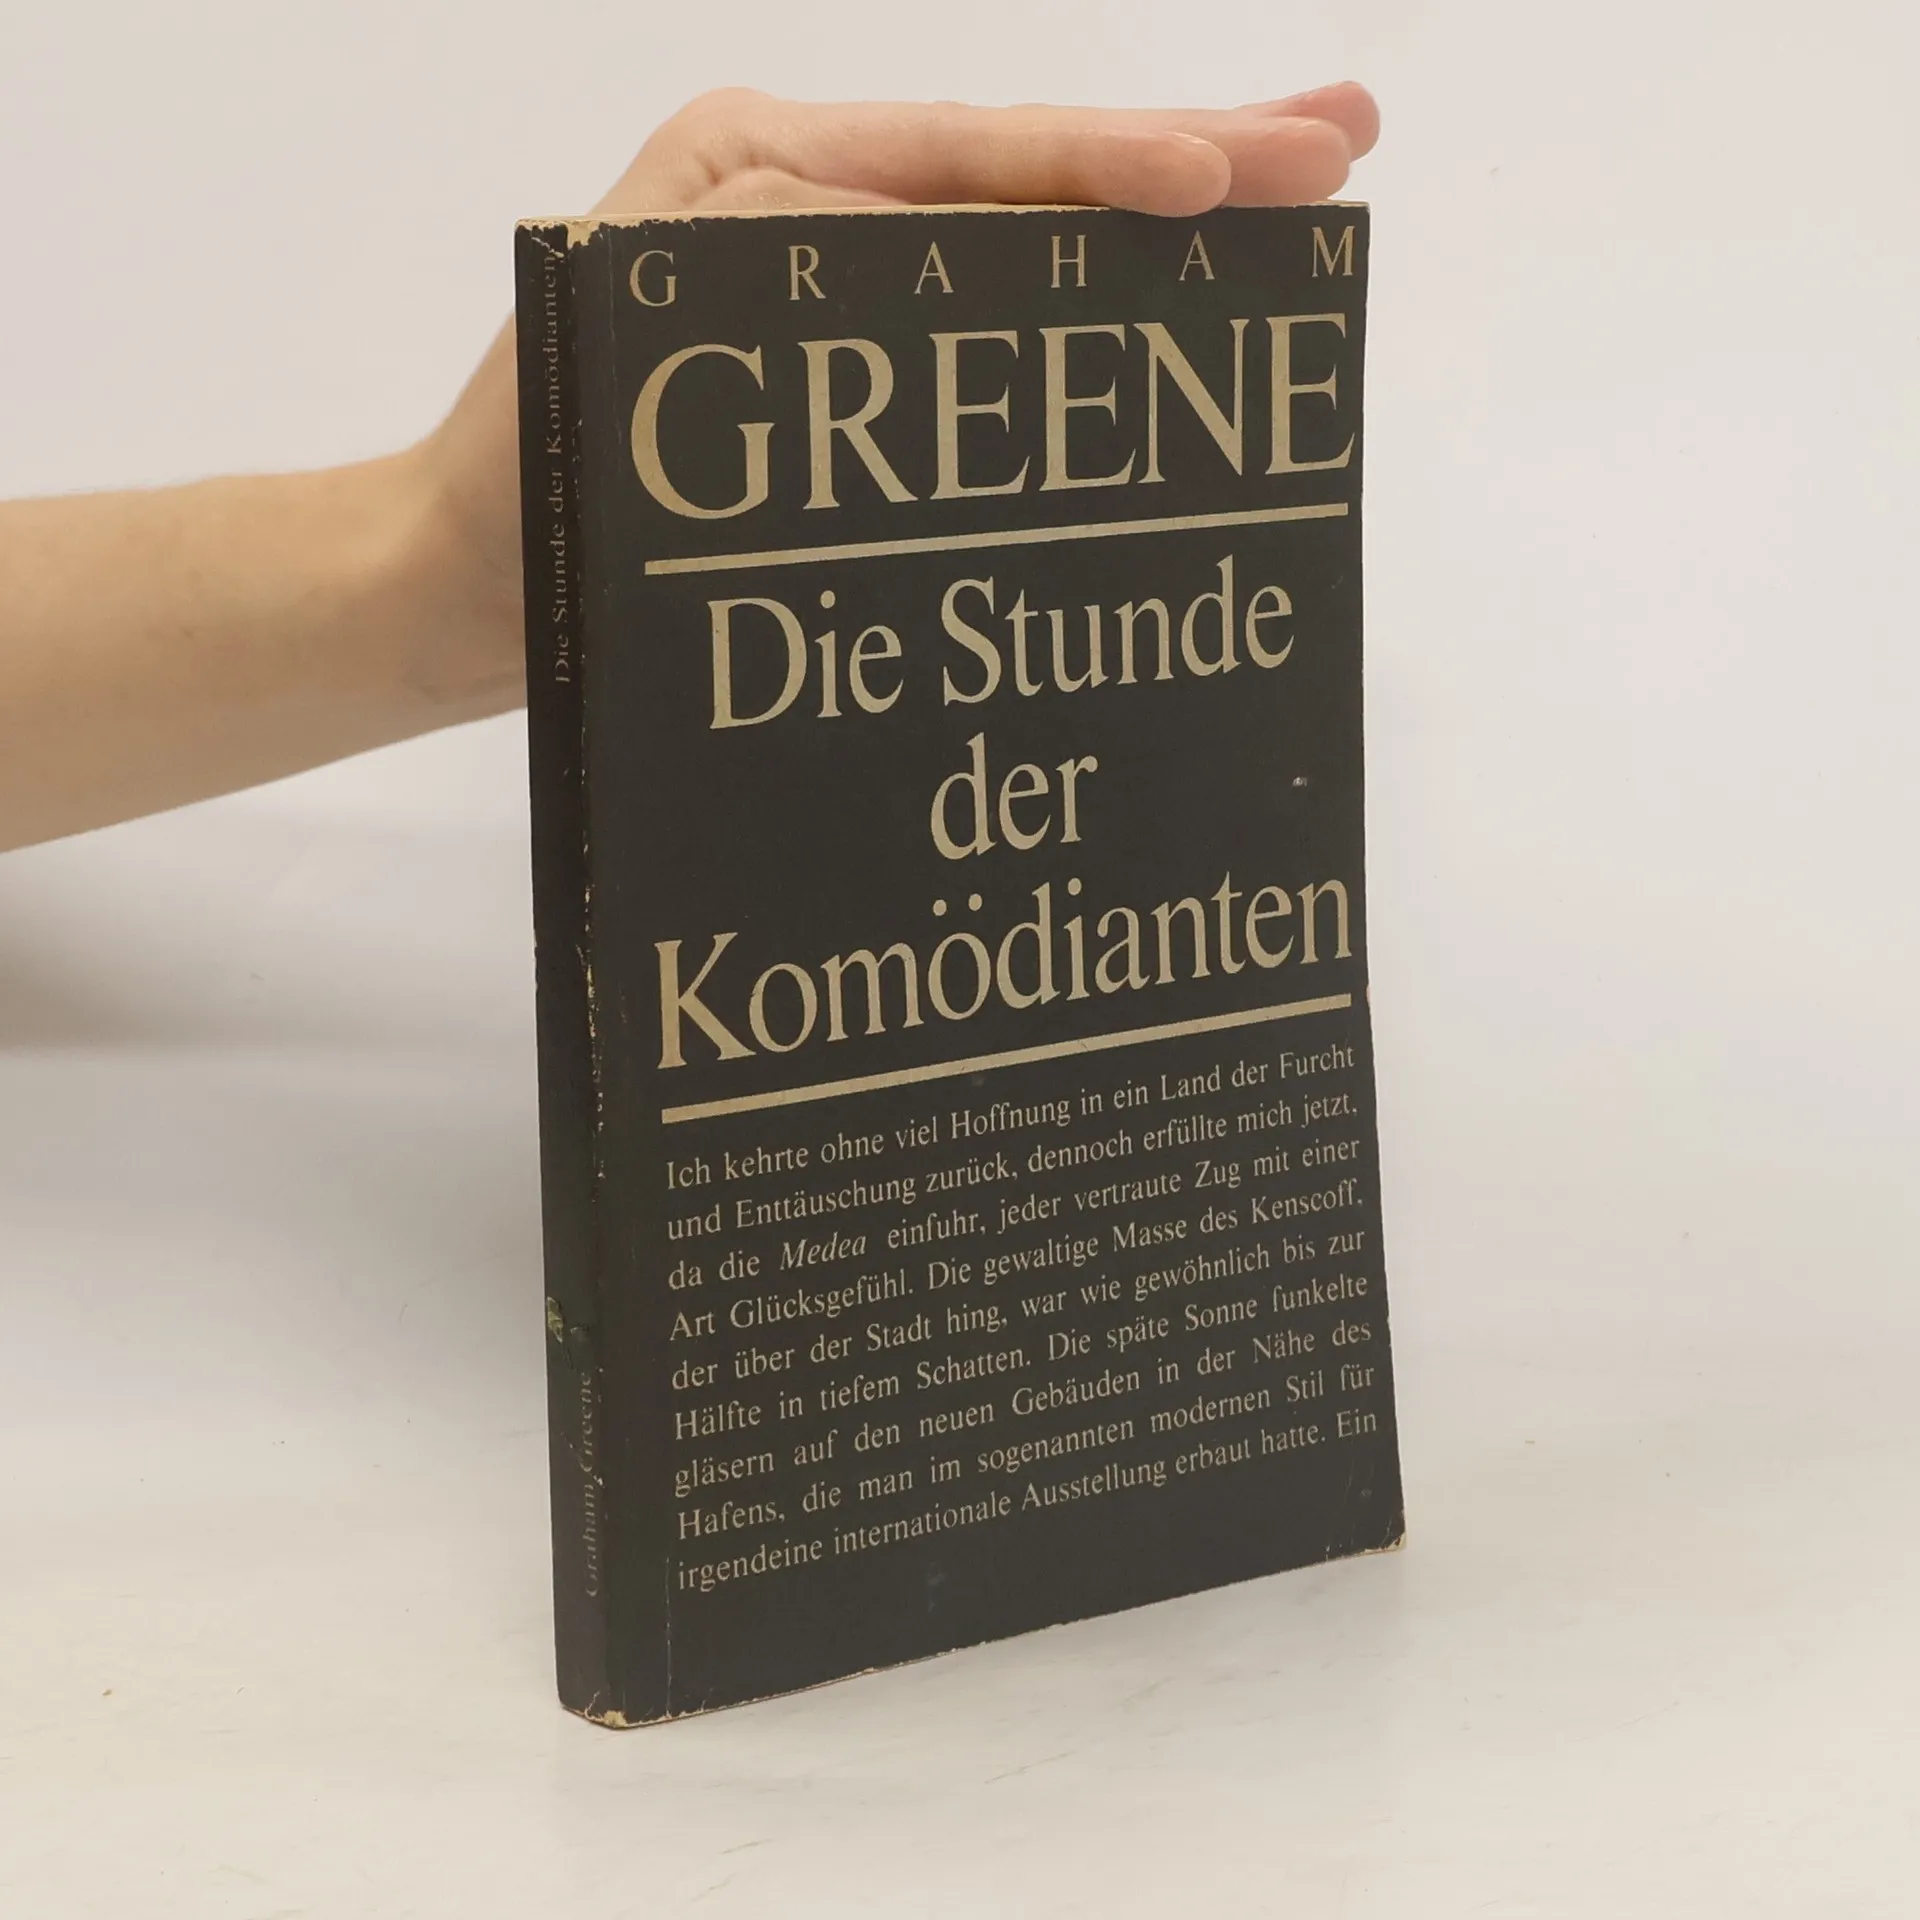 GRAHAM
GREENE
Die Stunde
der
Komödianten
Ich kehrte ohne viel Hoffnung in ein Land der Furcht
und Enttäuschung zurück, dennoch erfüllte mich jetzt,
da die Medea einfuhr, jeder vertraute Zug mit einer
Art Glücksgefühl. Die gewaltige Masse des Kenscoff,
der über der Stadt hing, war wie gewöhnlich bis zur
Hälfte in tiefem Schatten. Die späte Sonne funkelte
gläsern auf den neuen Gebäuden in der Nähe des
Hafens, die man im sogenannten modernen Stil für
irgendeine internationale Ausstellung erbaut hatte. Ein
Graham Greene
Die Stunde der Komödianten